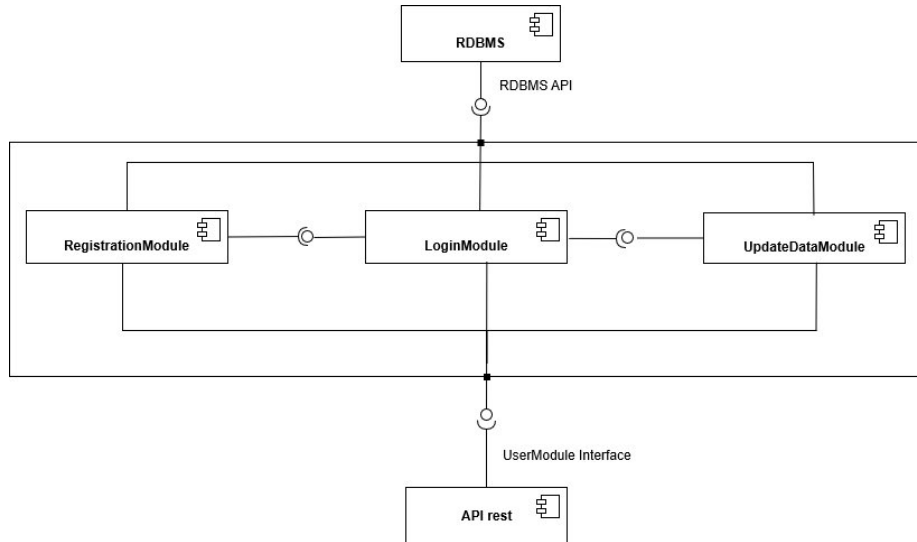 RDBMS
RDBMS API
RegistrationModule
LoginModule
UpdateDataModule
UserModule Interface
API rest